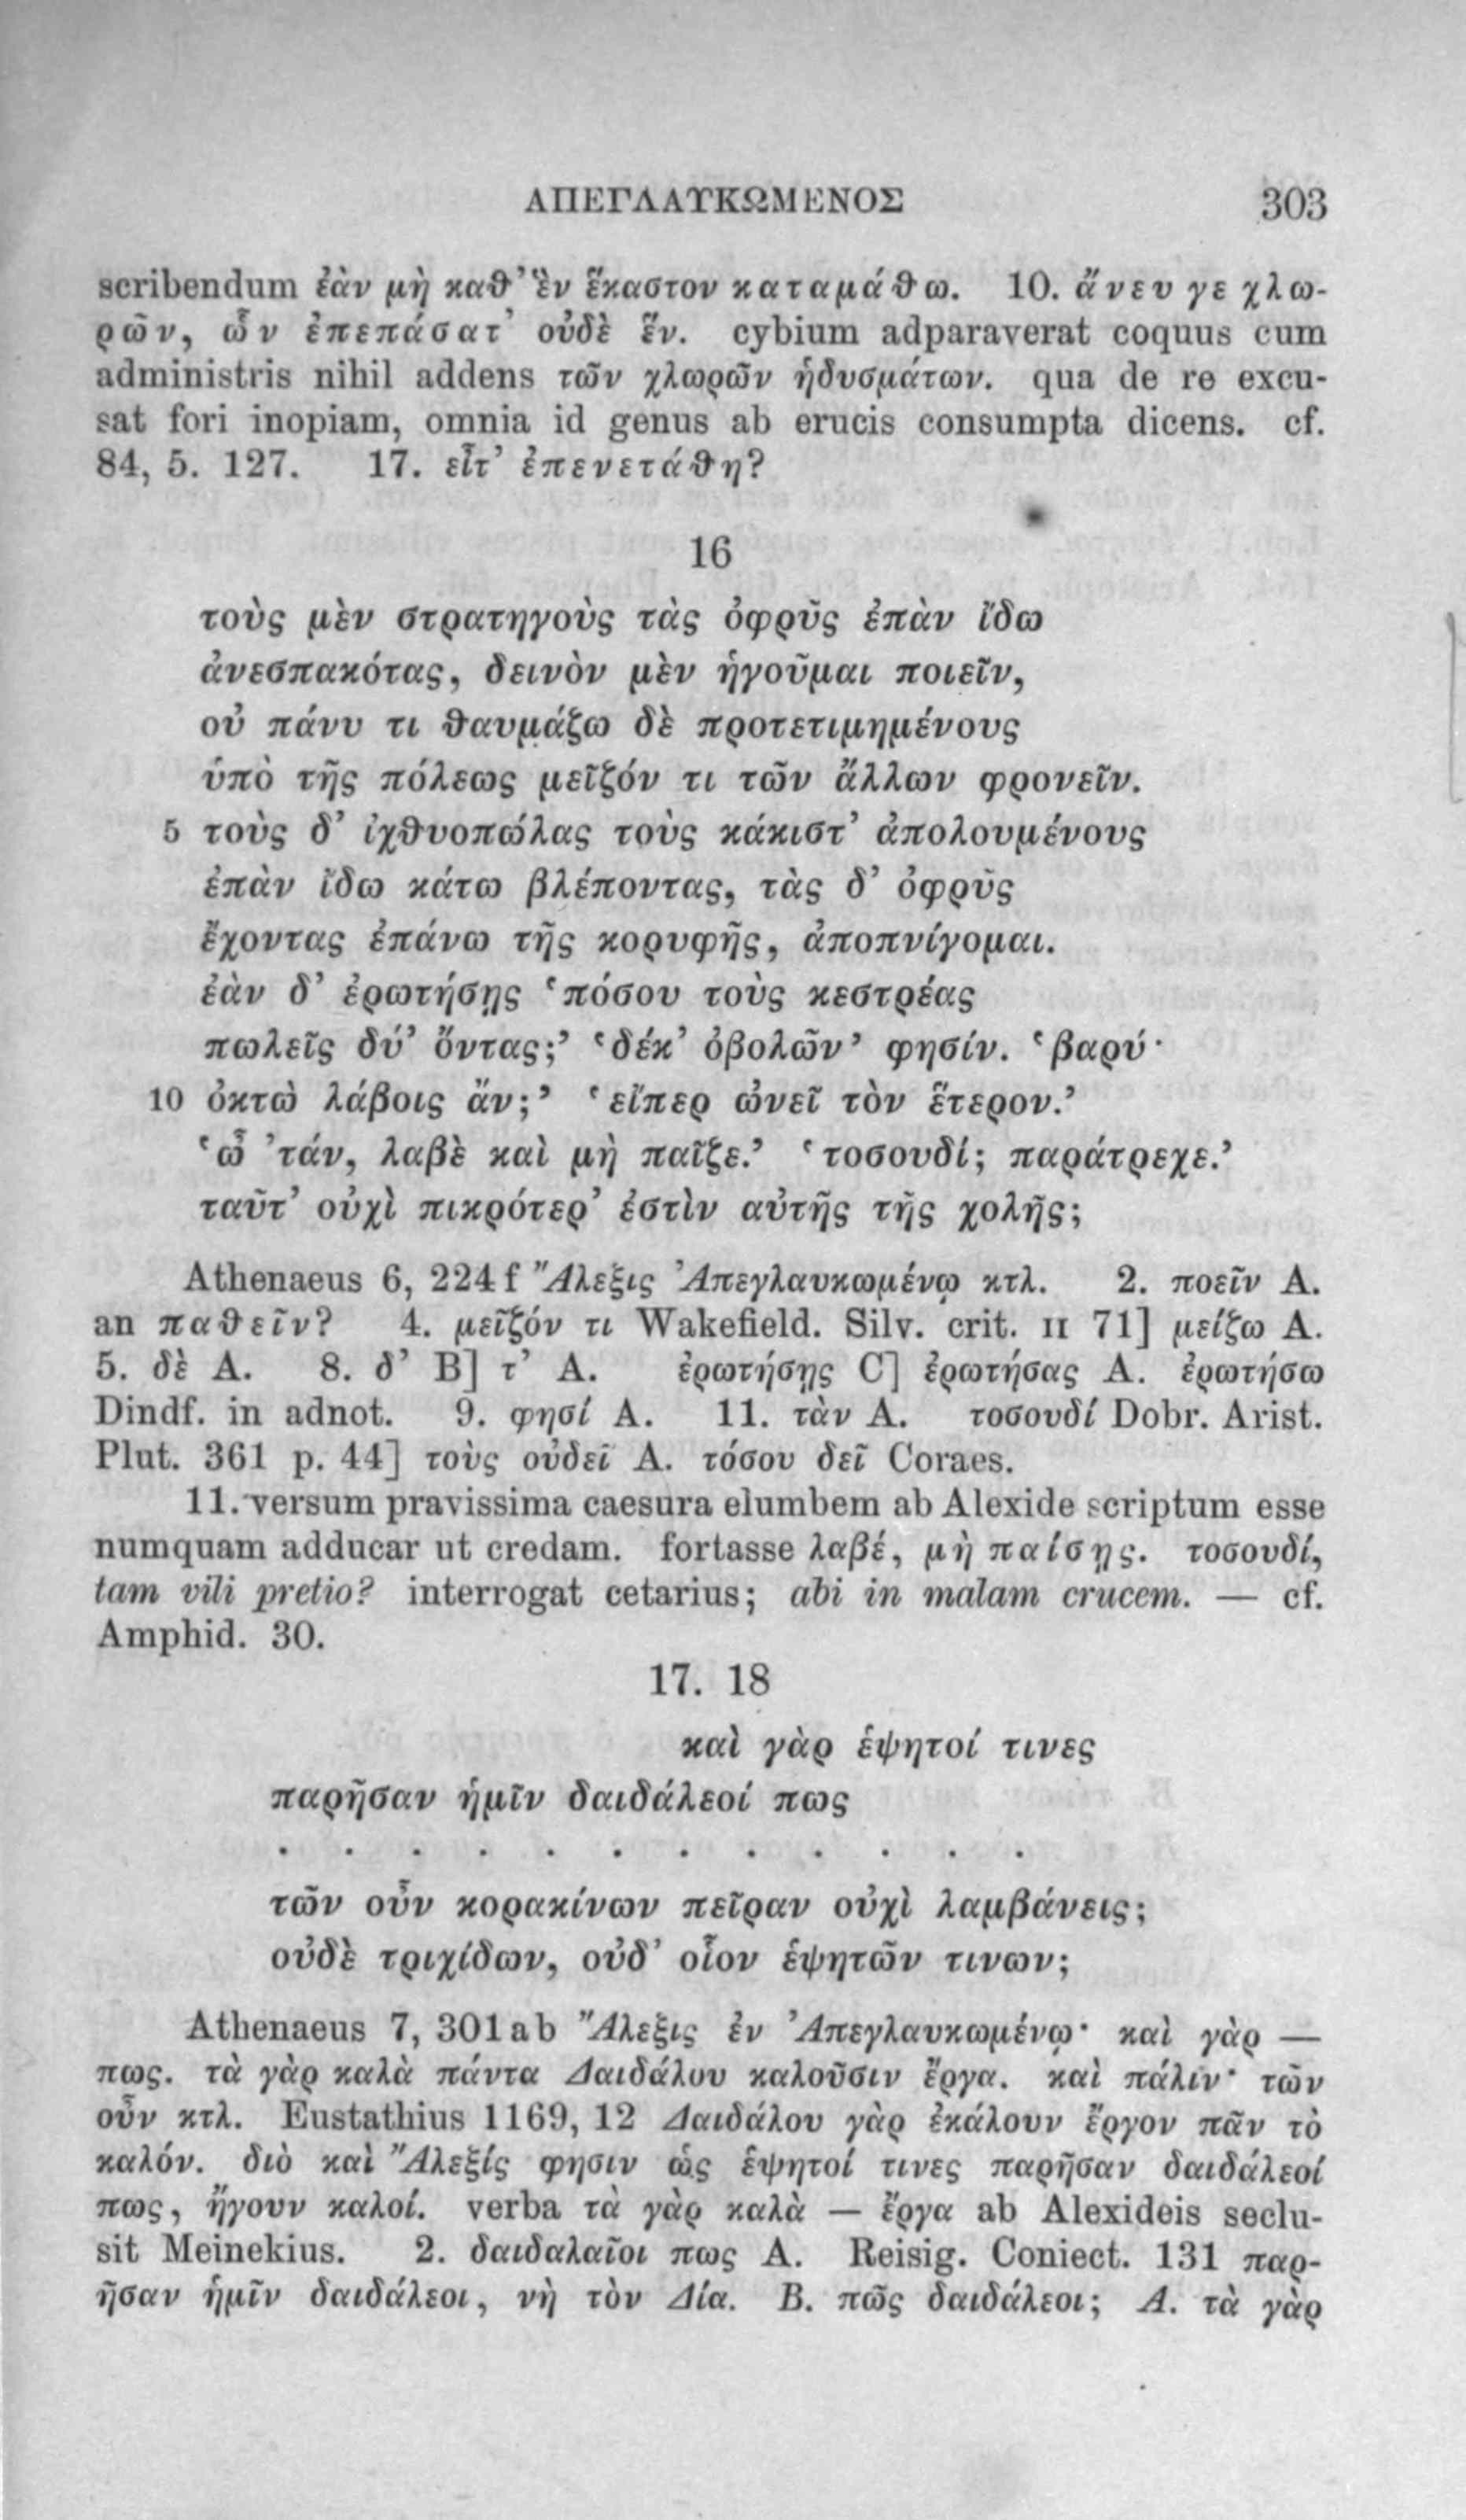 ΑΠΕΓΛΑΥΚΩΜΕΝΟΣ 303
scribendum ἐὰν μὴ καθ’ ἓν ἕκαστον καταμάθω. 10. ἄνευ γε χλω-
ρῶν, ὧν ἐπεπάσατ’ οὐδὲ ἕν. cybium adparaverat coquus cum
administris nihil addens τῶν χλωρῶν ἡδυσμάτων. qua de re excu-
sat fori inopiam, omnia id genus ab erucis consumpta dicens. cf.
84, 5. 127. 17. εἶτ’ ἐπενετάθη?
16
τοὺς μὲν στρατηγοὺς τὰς ὀφρῦς ἐπὰν ἴδω
ἀνεσπακότας, δεινὸν μὲν ἡγοῦμαι ποιεῖν,
οὐ πάνυ τι θαυμάζω δὲ προτετιμημένους
ὑπὸ τῆς πόλεως μεῖζόν τι τῶν ἄλλων φρονεῖν.
5 τοὺς δ’ ἰχθυοπώλας τοὺς κάκιστ’ ἀπολουμένους
ἐπὰν ἴδω κάτω βλέποντας, τὰς δ’ ὀφρῦς
ἔχοντας ἐπάνω τῆς κορυφῆς, ἀποπνίγομαι.
ἐὰν δ’ ἐρωτήσῃς ‘πόσου τοὺς κεστρέας
πωλεῖς δύ’ ὄντας;’ ‘δέκ’ ὀβολῶν’ φησίν. ‘βαρύ·
10 ὀκτὼ λάβοις ἄν;’ ‘εἴπερ ὠνεῖ τὸν ἕτερον.’
‘ὦ ’τάν, λαβὲ καὶ μὴ παῖζε.’ ‘τοσουδί; παράτρεχε.’
ταῦτ’ οὐχὶ πικρότερ’ ἐστὶν αὐτῆς τῆς χολῆς;
Athenaeus 6, 224 f Ἄλεξις Ἀπεγλαυκωμένῳ κτλ. 2. ποεῖν A.
an παθεῖν? 4. μεῖζόν τι Wakefield. Silv. crit. II 71] μείζω A.
5. δὲ A. 8. δ’ B] τ’ A. ἐρωτήσῃς C] ἐρωτήσας A. ἐρωτήσω
Dindf. in adnot. 9. φησί A. 11. τὰν A. τοσουδί Dobr. Arist.
Plut. 361 p. 44] τοὺς οὐδεῖ A. τόσου δεῖ Coraes.
11. versum pravissima caesura elumbem ab Alexide scriptum esse
numquam adducar ut credam. fortasse λαβέ, μὴ παίσῃς. τοσουδί,
tam vili pretio? interrogat cetarius; abi in malam crucem. — cf.
Amphid. 30.
17. 18
καὶ γὰρ ἑψητοί τινες
παρῆσαν ἡμῖν δαιδάλεοί πως
. . . . . . . . . . . .
τῶν οὖν κορακίνων πεῖραν οὐχὶ λαμβάνεις;
οὐδὲ τριχίδων, οὐδ’ οἷον ἑψητῶν τινων;
Athenaeus 7, 301 ab Ἄλεξις ἐν Ἀπεγλαυκωμένῳ· καὶ γὰρ —
πως. τὰ γὰρ καλὰ πάντα Δαιδάλου καλοῦσιν ἔργα. καὶ πάλιν· τῶν
οὖν κτλ. Eustathius 1169, 12 Δαιδάλου γὰρ ἐκάλουν ἔργον πᾶν τὸ
καλόν. διὸ καὶ Ἄλεξίς φησιν ὡς ἑψητοί τινες παρῆσαν δαιδάλεοί
πως, ἤγουν καλοί. verba τὰ γὰρ καλὰ — ἔργα ab Alexideis seclu-
sit Meinekius. 2. δαιδαλαῖοι πως A. Reisig. Coniect. 131 παρ-
ῆσαν ἡμῖν δαιδάλεοι, νὴ τὸν Δία. B. πῶς δαιδάλεοι; A. τὰ γὰρ